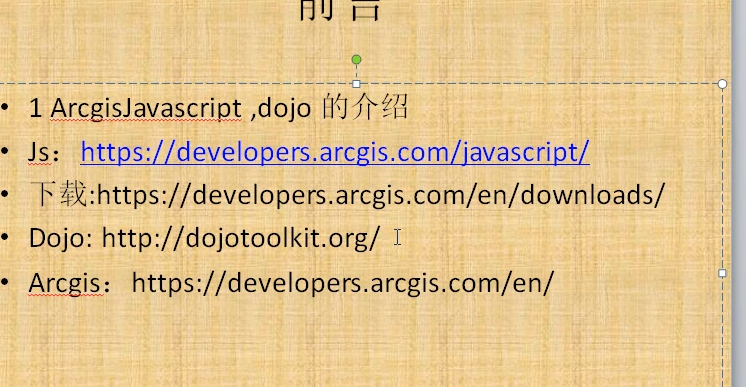 前言
• 1 ArcgisJavascript ,dojo 的介绍
• Js：https://developers.arcgis.com/javascript/
• 下载:https://developers.arcgis.com/en/downloads/
• Dojo: http://dojotoolkit.org/
• Arcgis：https://developers.arcgis.com/en/